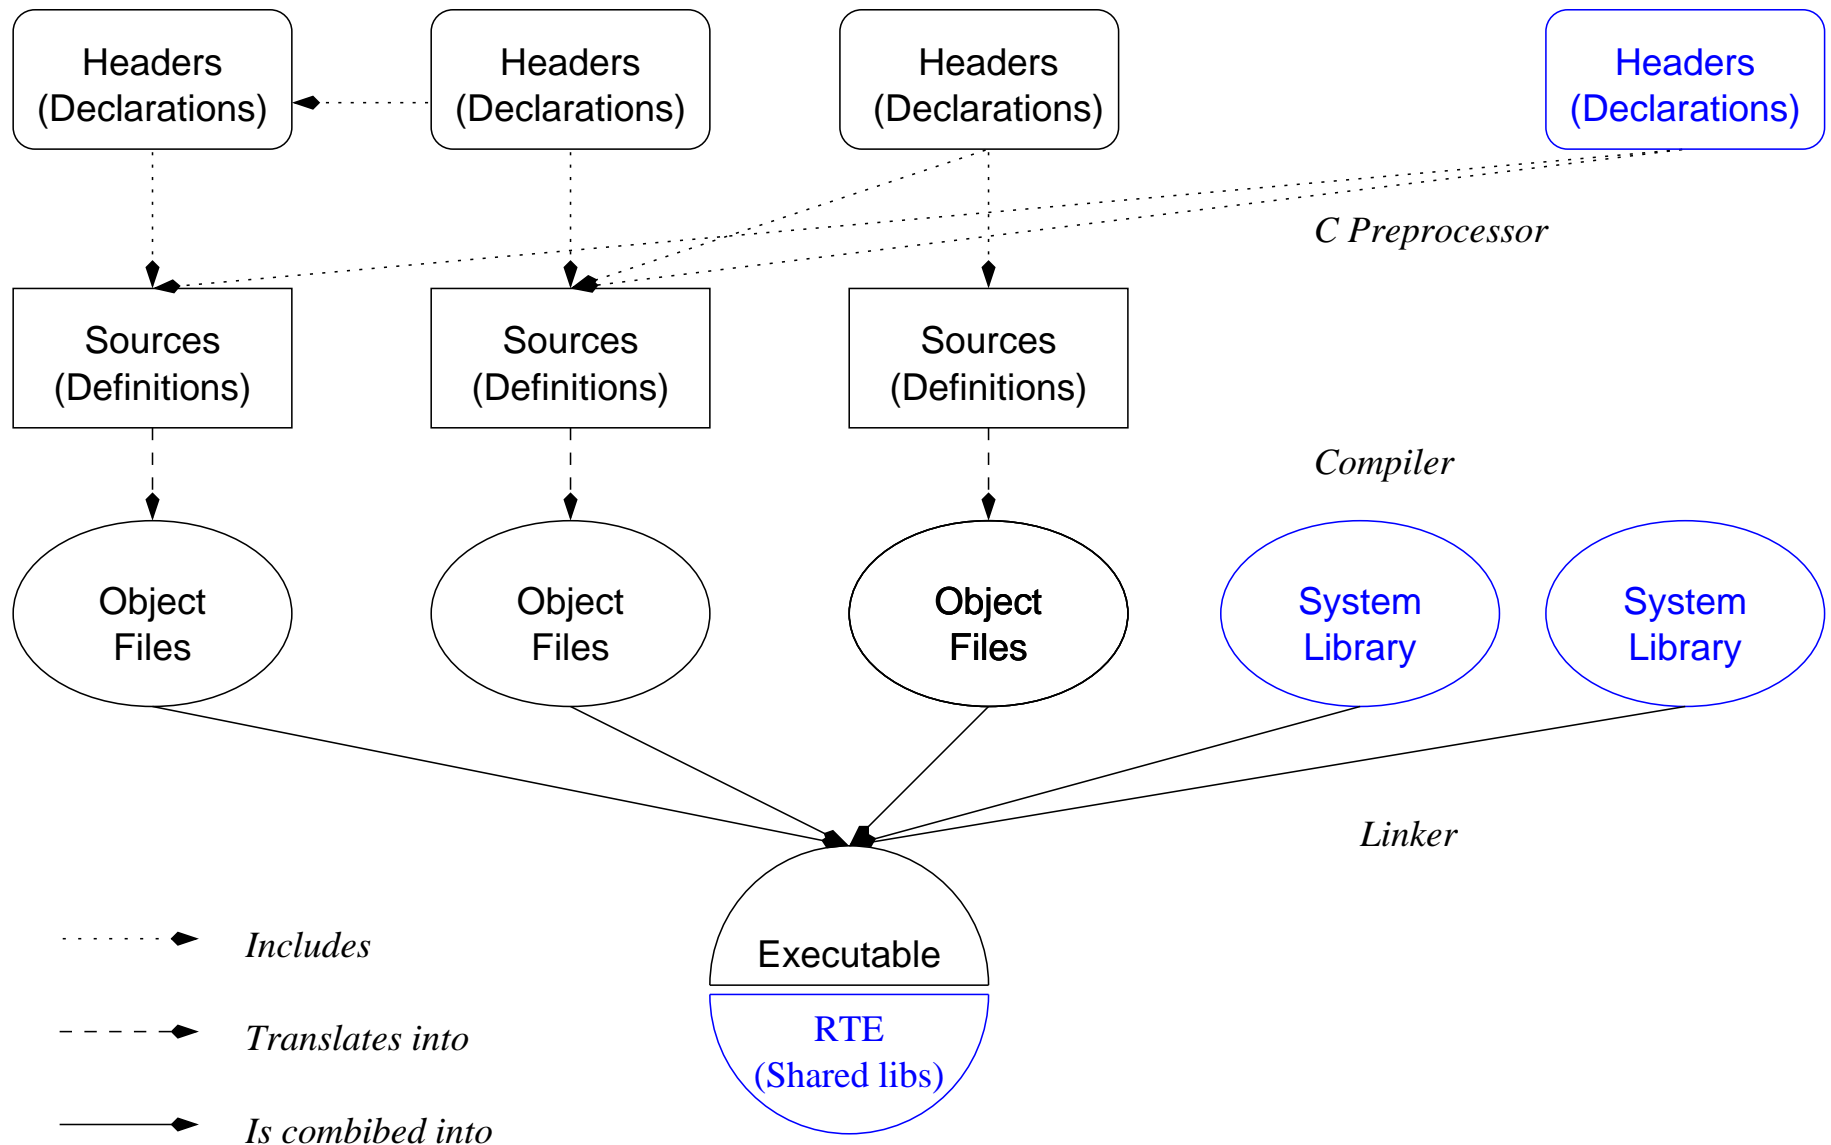 Headers
(Declarations)
Headers
(Declarations)
Headers
(Declarations)
Headers
(Declarations)
C Preprocessor
Sources
(Definitions)
Sources
(Definitions)
Sources
(Definitions)
Compiler
Object
Files
Object
Files
Object
Files
System
Library
System
Library
Linker
Executable
RTE
(Shared libs)
Includes
Translates into
Is combibed into